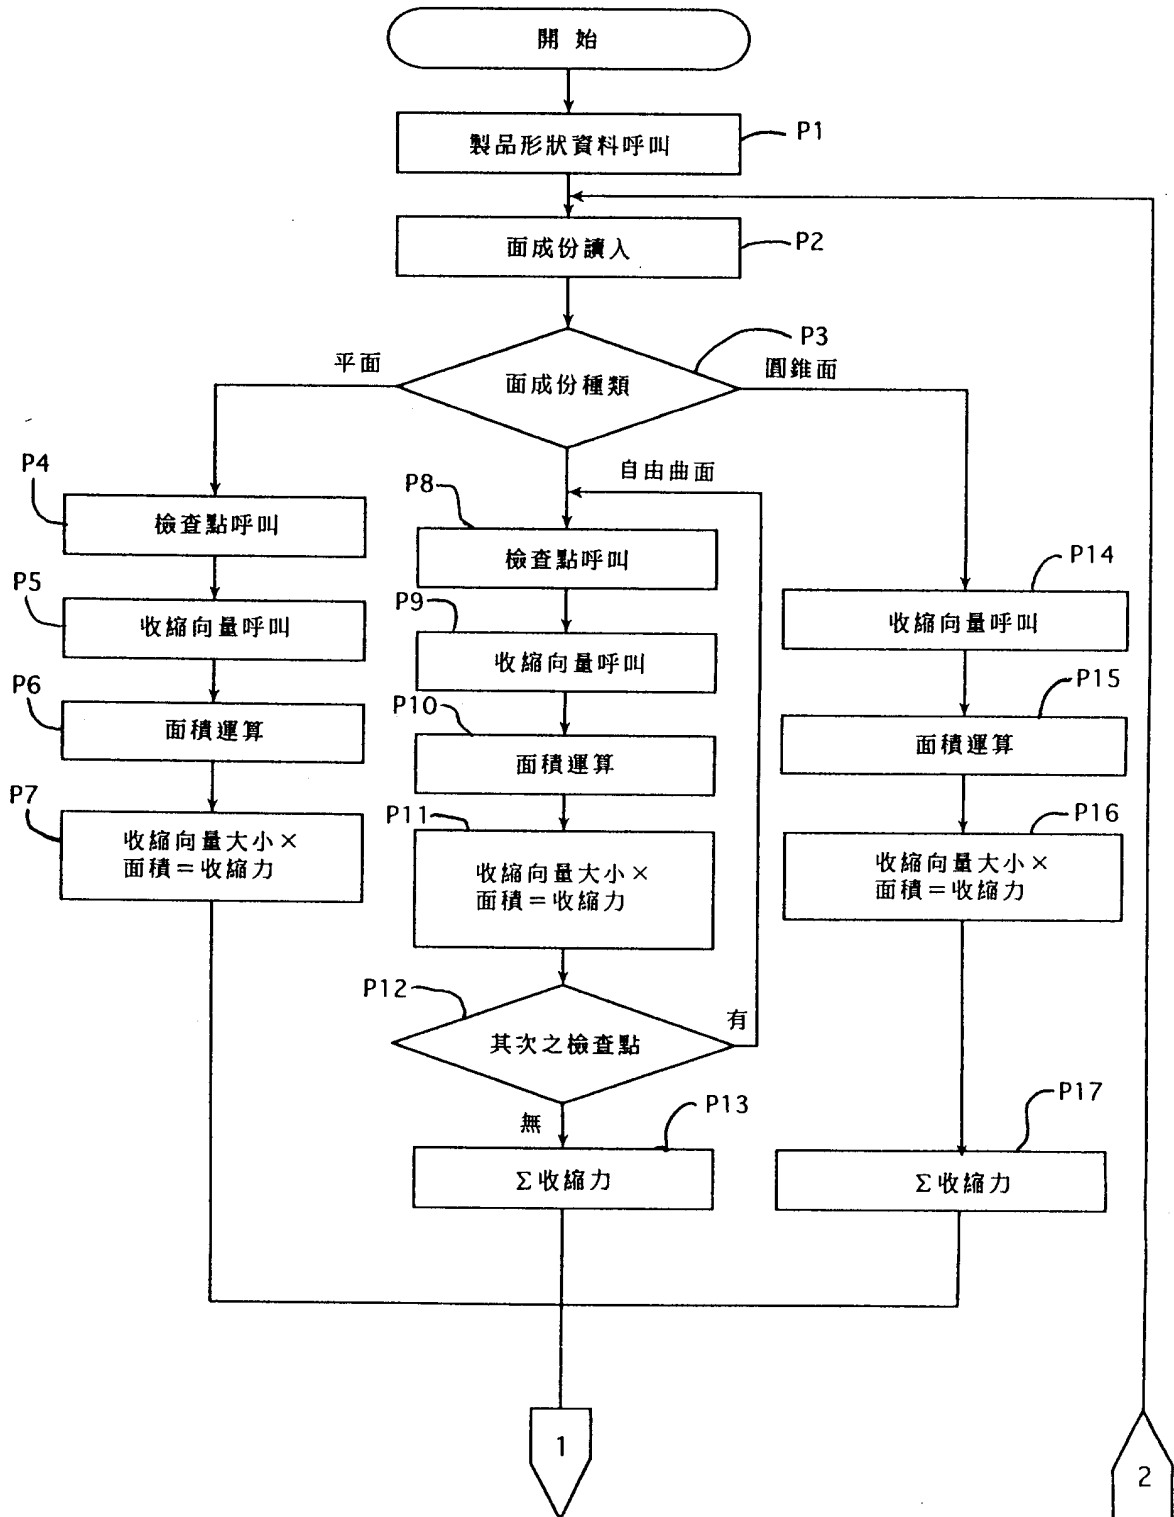 開始
製品形狀資料呼叫
P1
面成份讀入
P2
面成份種類
P3
平面
圓錐面
自由曲面
P4
檢查點呼叫
P5
收縮向量呼叫
P6
面積運算
P7
收縮向量大小×
面積＝收縮力
P8
檢查點呼叫
P9
收縮向量呼叫
P10
面積運算
P11
收縮向量大小×
面積＝收縮力
P12
其次之檢查點
有
無
P13
Σ收縮力
P14
收縮向量呼叫
P15
面積運算
P16
收縮向量大小×
面積＝收縮力
P17
Σ收縮力
1
2